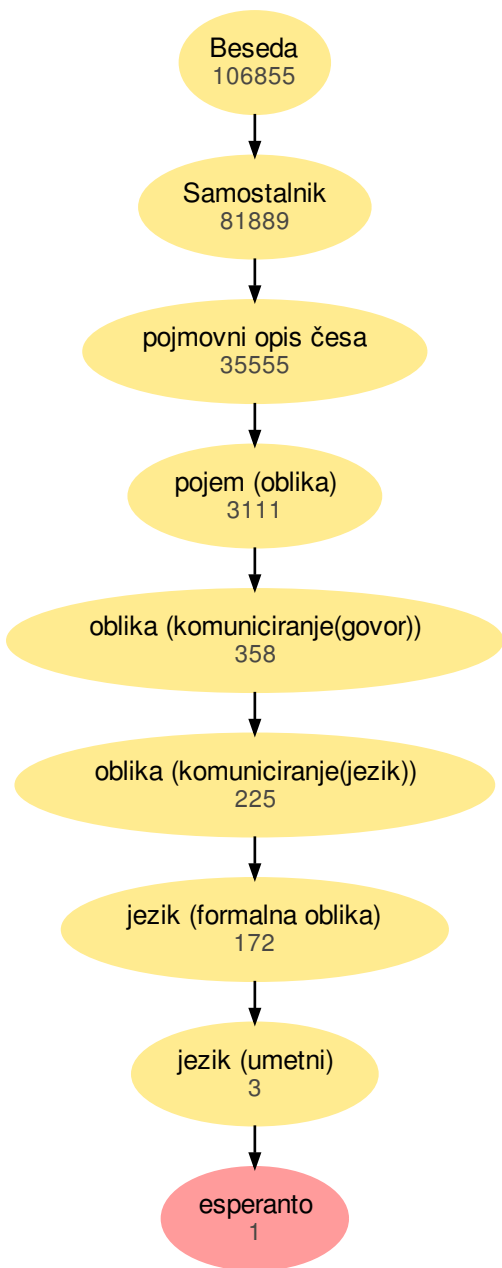 Beseda
106855
Samostalnik
81889
pojmovni opis česa
35555
pojem (oblika)
3111
oblika (komuniciranje(govor))
358
oblika (komuniciranje(jezik))
225
jezik (formalna oblika)
172
jezik (umetni)
3
esperanto
1